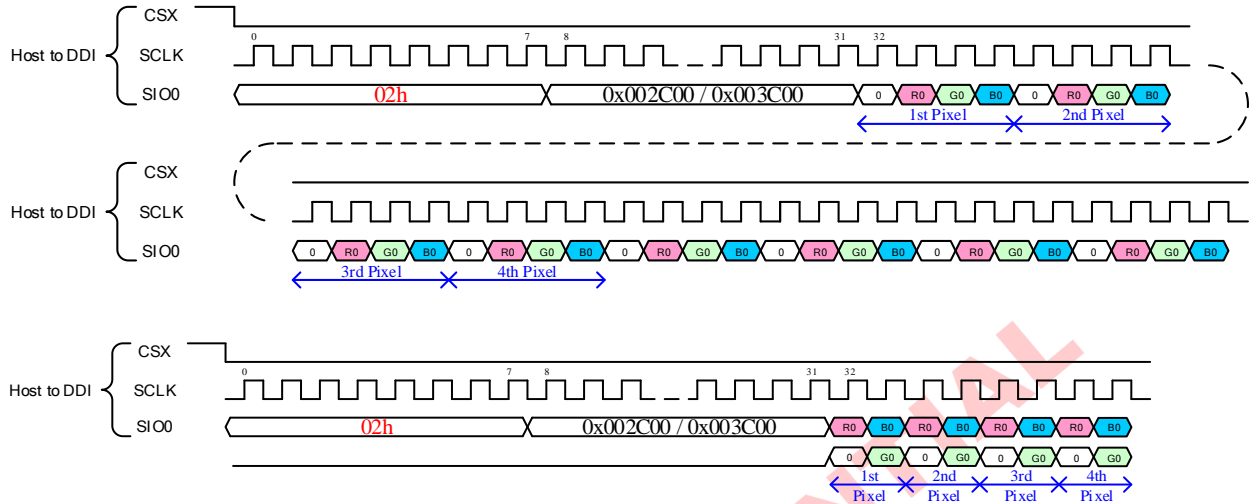 CSX
0 7 8 31 32
Host to DDI SCLK
SIO0 02h 0x002C00 / 0x003C00 0 R0 G0 B0 0 R0 G0 B0
1st Pixel 2nd Pixel
CSX
Host to DDI SCLK
SIO0 0 R0 G0 B0 0 R0 G0 B0 0 R0 G0 B0 0 R0 G0 B0 0 R0 G0 B0 0 R0 G0 B0
3rd Pixel 4th Pixel
CSX
0 7 8 31 32
Host to DDI SCLK
SIO0 02h 0x002C00 / 0x003C00 R0 B0 R0 B0 R0 B0 R0 B0
0 G0 0 G0 0 G0 0 G0
1st 2nd 3rd 4th
Pixel Pixel Pixel Pixel
NTIAL